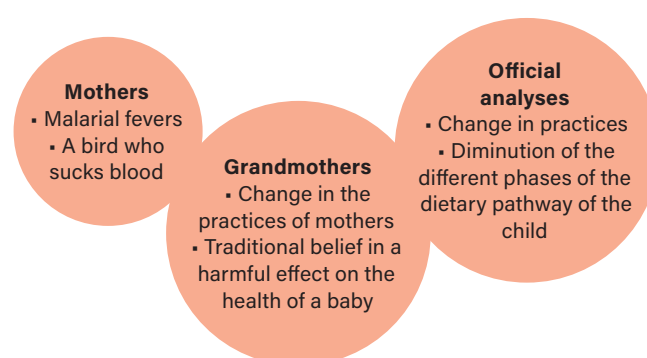 Mothers
▪ Malarial fevers
▪ A bird who
sucks blood
Grandmothers
▪ Change in the
practices of mothers
▪ Traditional belief in a
harmful effect on the
health of a baby
Official
analyses
▪ Change in practices
▪ Diminution of the
different phases of the
dietary pathway of the
child